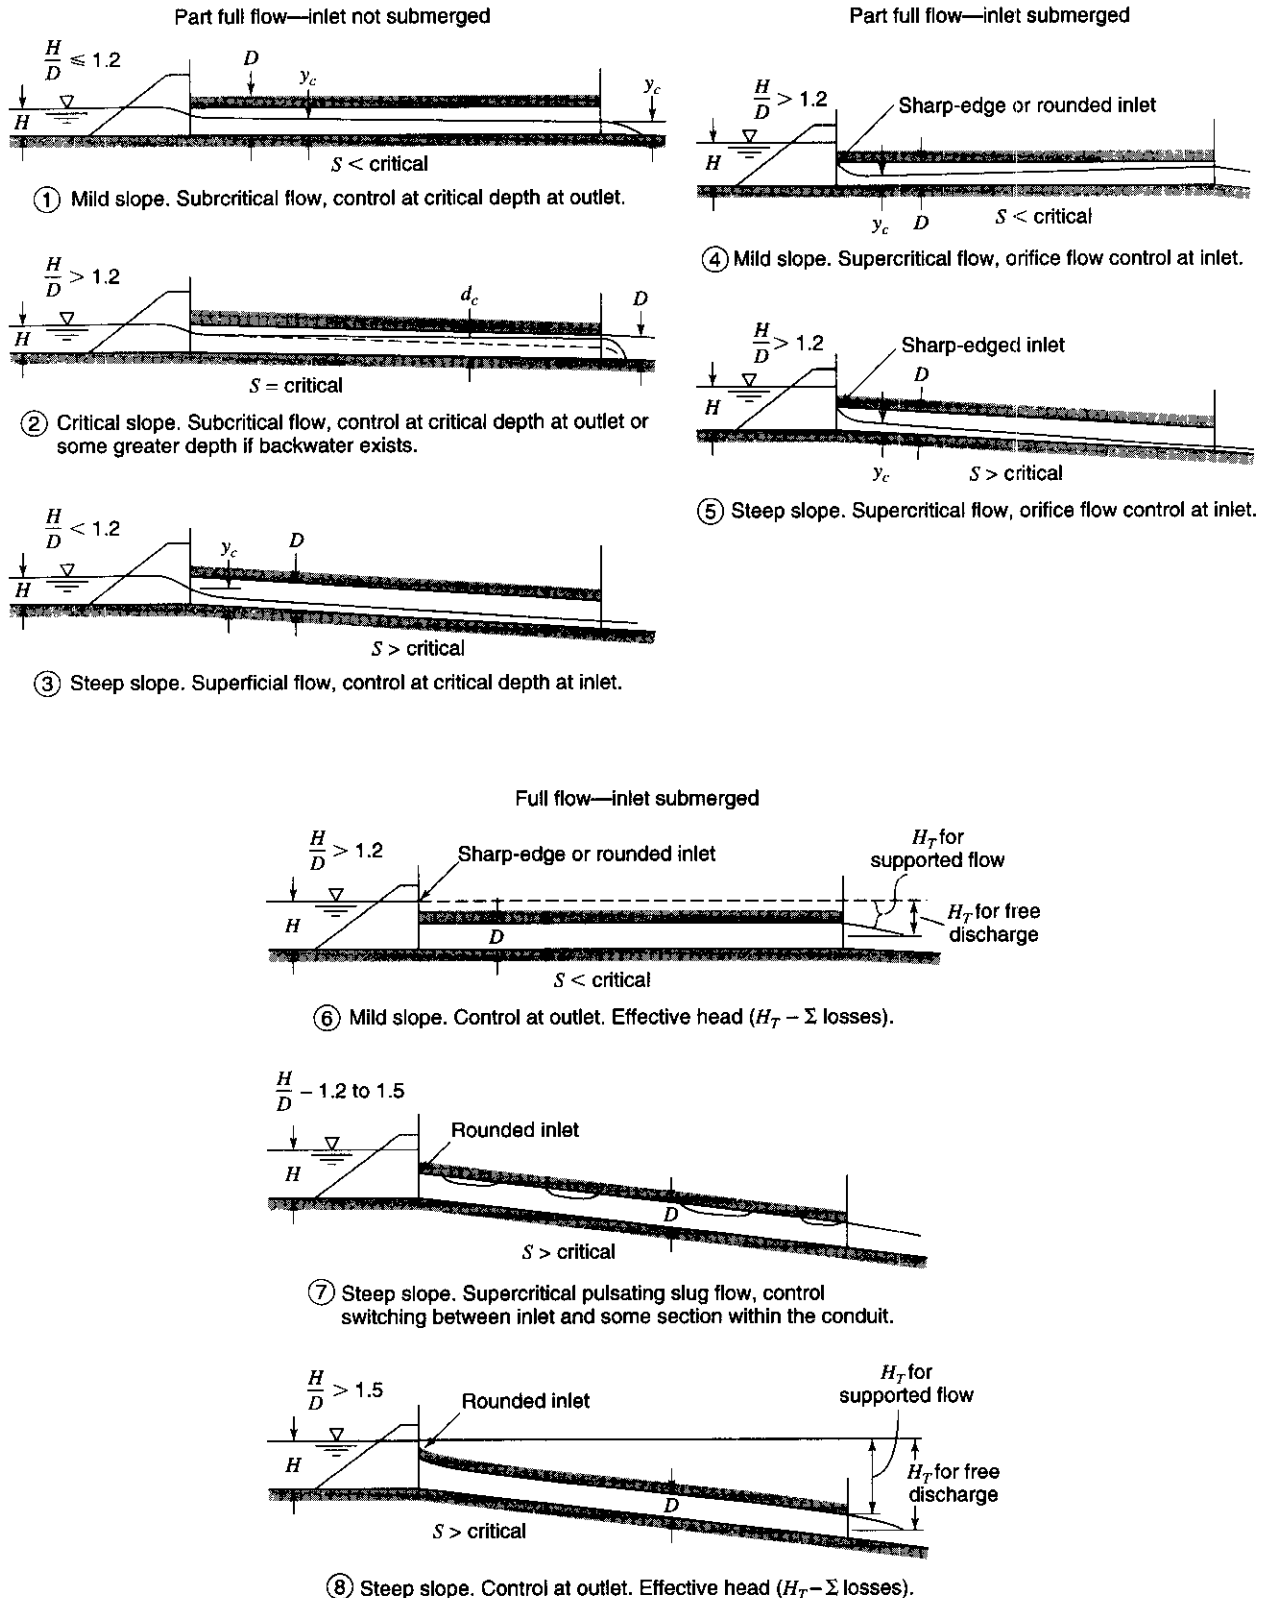 Part full flow—inlet not submerged
H
D ⩽ 1.2
D
y_c
y_c
H
S < critical
① Mild slope. Subrcritical flow, control at critical depth at outlet.
H
D > 1.2
d_c
D
H
S = critical
② Critical slope. Subcritical flow, control at critical depth at outlet or
some greater depth if backwater exists.
H
D < 1.2
y_c
D
H
S > critical
③ Steep slope. Superficial flow, control at critical depth at inlet.
Part full flow—inlet submerged
H
D > 1.2
Sharp-edge or rounded inlet
H
y_c
D
S < critical
④ Mild slope. Supercritical flow, orifice flow control at inlet.
H
D > 1.2
Sharp-edged inlet
D
H
y_c
S > critical
⑤ Steep slope. Supercritical flow, orifice flow control at inlet.
Full flow—inlet submerged
H
D > 1.2
Sharp-edge or rounded inlet
H_T for
supported flow
H
D
H_T for free
discharge
S < critical
⑥ Mild slope. Control at outlet. Effective head (H_T − Σ losses).
H
D − 1.2 to 1.5
Rounded inlet
H
D
S > critical
⑦ Steep slope. Supercritical pulsating slug flow, control
switching between inlet and some section within the conduit.
H
D > 1.5
Rounded inlet
H_T for
supported flow
H
D
H_T for free
discharge
S > critical
⑧ Steep slope. Control at outlet. Effective head (H_T − Σ losses).